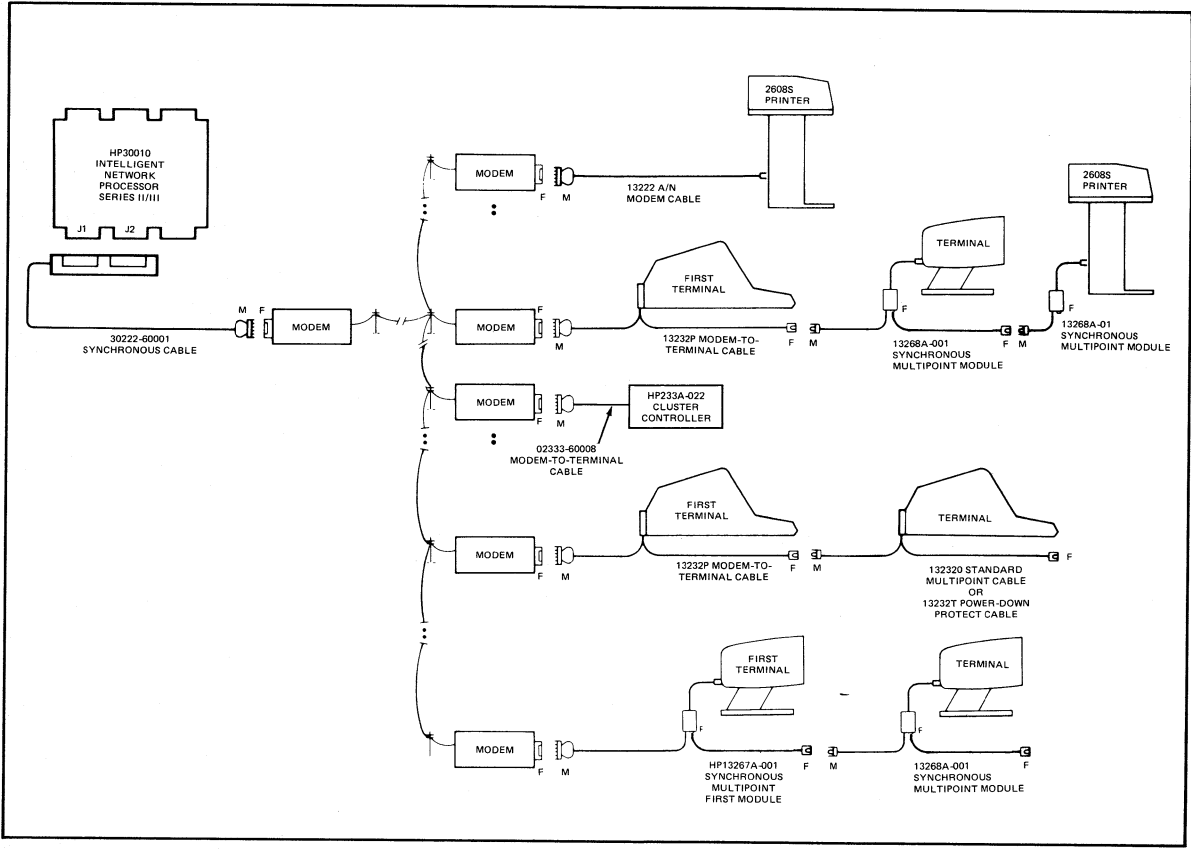 HP30010
INTELLIGENT
NETWORK
PROCESSOR
SERIES II/III
J1 J2
M F
MODEM
30222-60001
SYNCHRONOUS CABLE
MODEM
F M
13222 A/N
MODEM CABLE
2608S
PRINTER
MODEM
F
M
FIRST
TERMINAL
13232P MODEM-TO-
TERMINAL CABLE
F M
TERMINAL
F
13268A-001
SYNCHRONOUS
MULTIPOINT MODULE
F M
2608S
PRINTER
F
13268A-01
SYNCHRONOUS
MULTIPOINT MODULE
MODEM
F M
HP233A-022
CLUSTER
CONTROLLER
02333-60008
MODEM-TO-TERMINAL
CABLE
MODEM
F M
FIRST
TERMINAL
13232P MODEM-TO-
TERMINAL CABLE
F M
TERMINAL
F
132320 STANDARD
MULTIPOINT CABLE
OR
13232T POWER-DOWN
PROTECT CABLE
MODEM
F M
FIRST
TERMINAL
F
HP13267A-001
SYNCHRONOUS
MULTIPOINT
FIRST MODULE
F M
TERMINAL
F
13268A-001
SYNCHRONOUS
MULTIPOINT MODULE
F